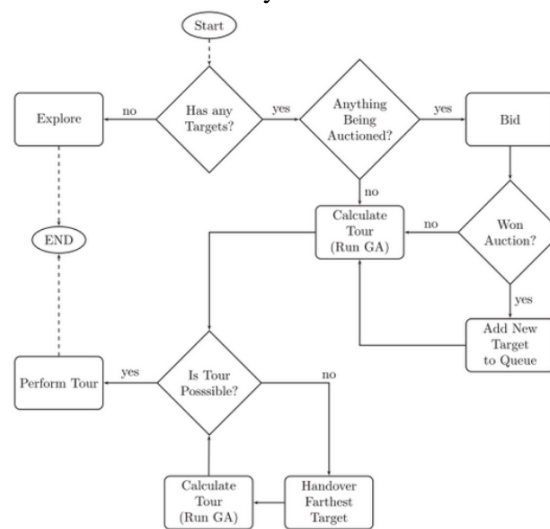 Start
Has any
Targets?
no
yes
Explore
Anything
Being
Auctioned?
yes
no
Bid
Won
Auction?
no
yes
Add New
Target
to Queue
Calculate
Tour
(Run GA)
END
Is Tour
Posssible?
yes
no
Perform Tour
Handover
Farthest
Target
Calculate
Tour
(Run GA)